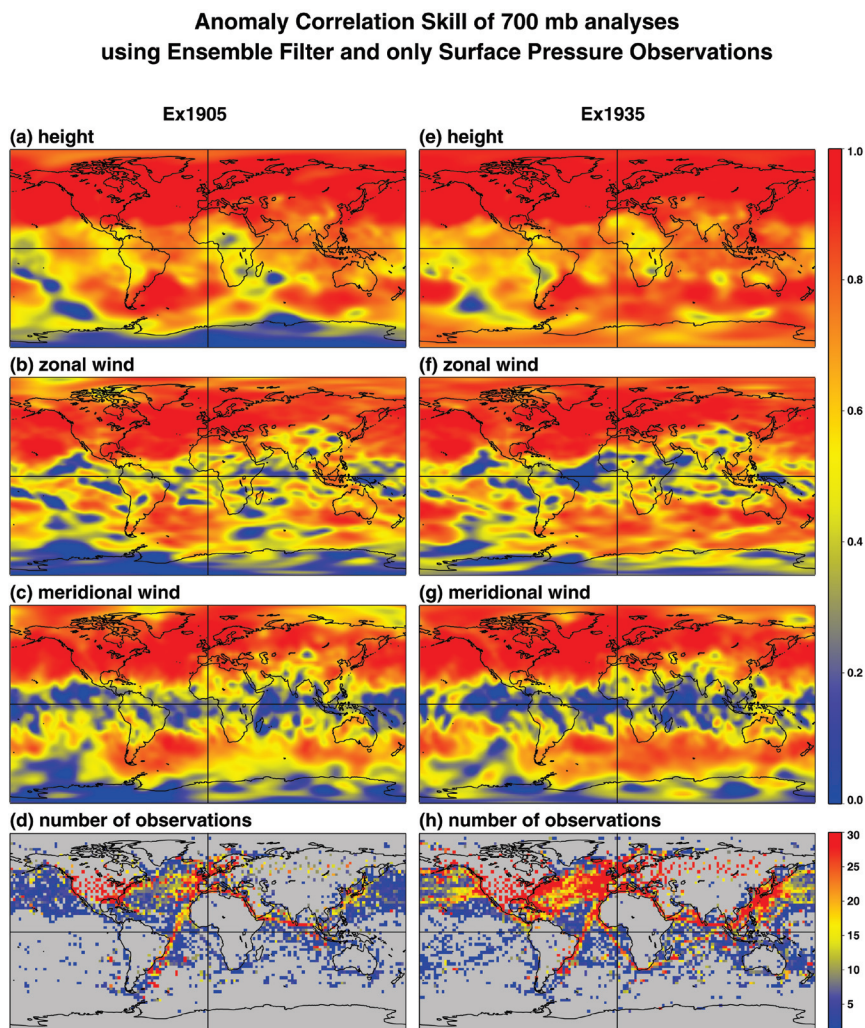 Anomaly Correlation Skill of 700 mb analyses
using Ensemble Filter and only Surface Pressure Observations
Ex1905
Ex1935
(a) height
(e) height
1.0
0.8
0.6
0.4
0.2
0.0
(b) zonal wind
(f) zonal wind
(c) meridional wind
(g) meridional wind
(d) number of observations
(h) number of observations
30
25
20
15
10
5
1